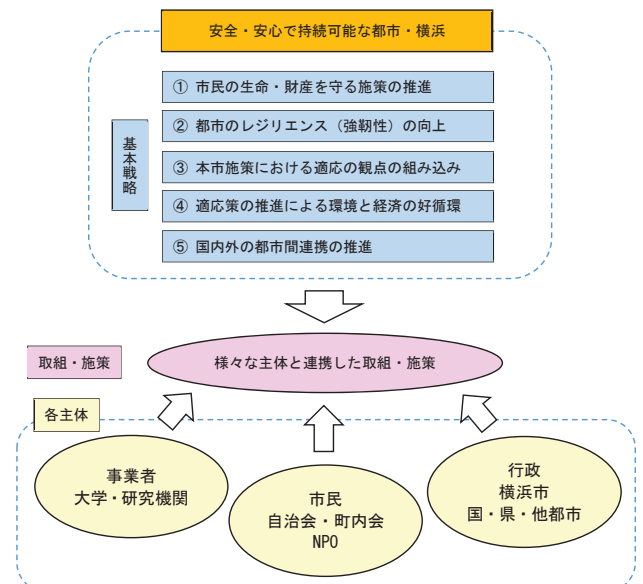 安全・安心で持続可能な都市・横浜
基本戦略
① 市民の生命・財産を守る施策の推進
② 都市のレジリエンス（強靭性）の向上
③ 本市施策における適応の観点の組み込み
④ 適応策の推進による環境と経済の好循環
⑤ 国内外の都市間連携の推進
取組・施策
様々な主体と連携した取組・施策
各主体
事業者
大学・研究機関
市民
自治会・町内会
NPO
行政
横浜市
国・県・他都市